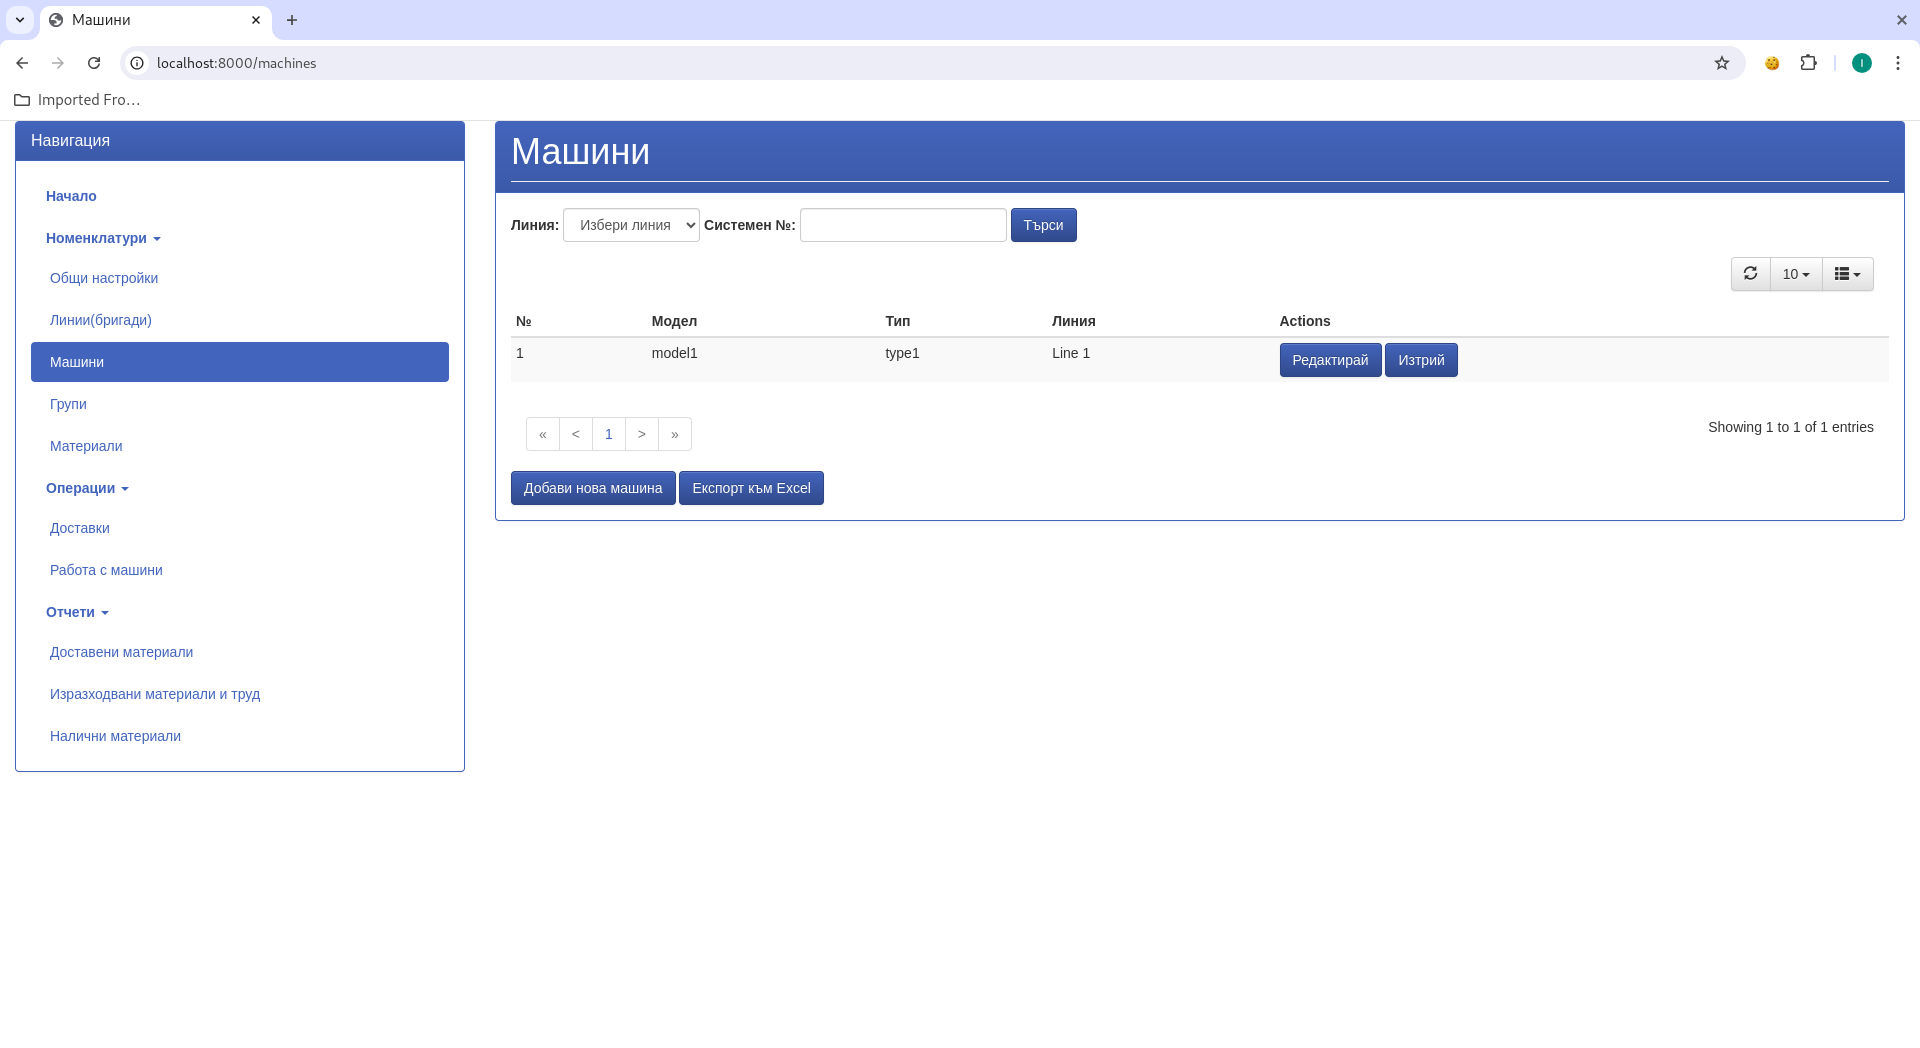 Машини
localhost:8000/machines
I
Imported Fro...
Навигация
Начало
Номенклатури
Общи настройки
Линии(бригади)
Машини
Групи
Материали
Операции
Доставки
Работа с машини
Отчети
Доставени материали
Изразходвани материали и труд
Налични материали
Машини
Линия: Избери линия Системен №: Търси
10
№ Модел Тип Линия Actions
1 model1 type1 Line 1 Редактирай Изтрий
« < 1 > »
Showing 1 to 1 of 1 entries
Добави нова машина Експорт към Excel